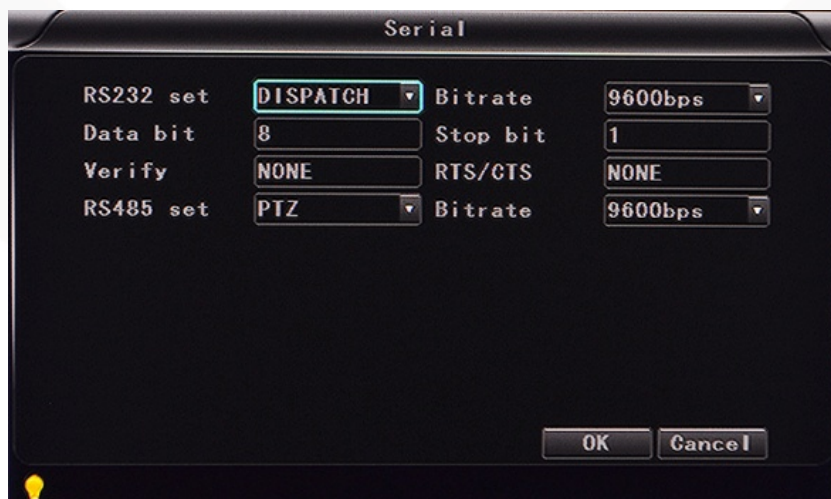 Serial
RS232 set DISPATCH Bitrate 9600bps
Data bit 8 Stop bit 1
Verify NONE RTS/CTS NONE
RS485 set PTZ Bitrate 9600bps
OK Cancel